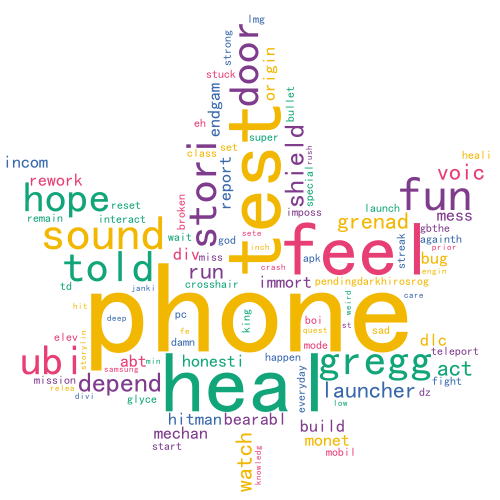 lmg
strong
door
origin
stuck
endgam
test
bullet
eh
super
class
set
stori
report
shield
rush
special
heali
incom
rework
hope
reset
remain
interact
broken
wait
god
miss
imposs
launch
voic
fun
mess
grenad
gbthe
againth
prior
sound
div
run
sete
inch
crash
apk
feel
streak
bug
engin
told
td
janki
crosshair
immort
pendingdarkhirosrog
weird
care
phone
hit
deep
pc
fe
damn
king
boi
quest
mode
st
sad
dlc
teleport
elev
storylin
ubi
samsung
abt
min
honesti
happen
gregg
act
fight
mission
relea
divi
depend
glyce
heal
everyday
low
launcher
dz
hitman
bearabl
build
mechan
start
watch
knowledg
monet
mobil